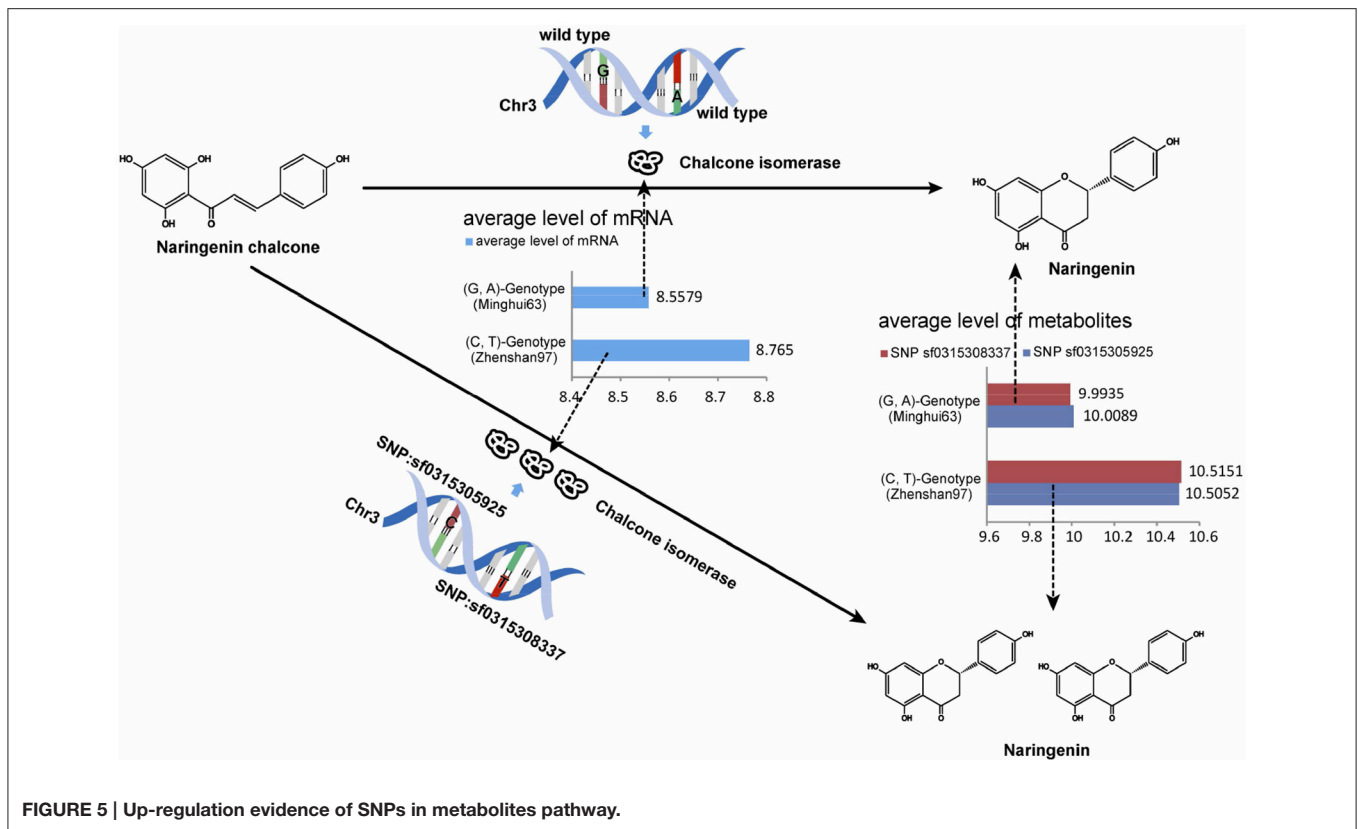 wild type
G
A
Chr3
wild type
Chalcone isomerase
HO
OH
OH
OH
O
Naringenin chalcone
OH
HO
O
OH
O
Naringenin
average level of mRNA
average level of mRNA
(G, A)-Genotype
(Minghui63)
8.5579
(C, T)-Genotype
(Zhenshan97)
8.765
8.4 8.5 8.6 8.7 8.8
average level of metabolites
SNP sf0315308337 SNP sf0315305925
(G, A)-Genotype
(Minghui63)
9.9935
10.0089
(C, T)-Genotype
(Zhenshan97)
10.5151
10.5052
9.6 9.8 10 10.2 10.4 10.6
SNP:sf0315305925
Chr3
C
T
SNP:sf0315308337
Chalcone isomerase
OH
HO
O
OH
O
OH
HO
O
OH
O
Naringenin
FIGURE 5 | Up-regulation evidence of SNPs in metabolites pathway.